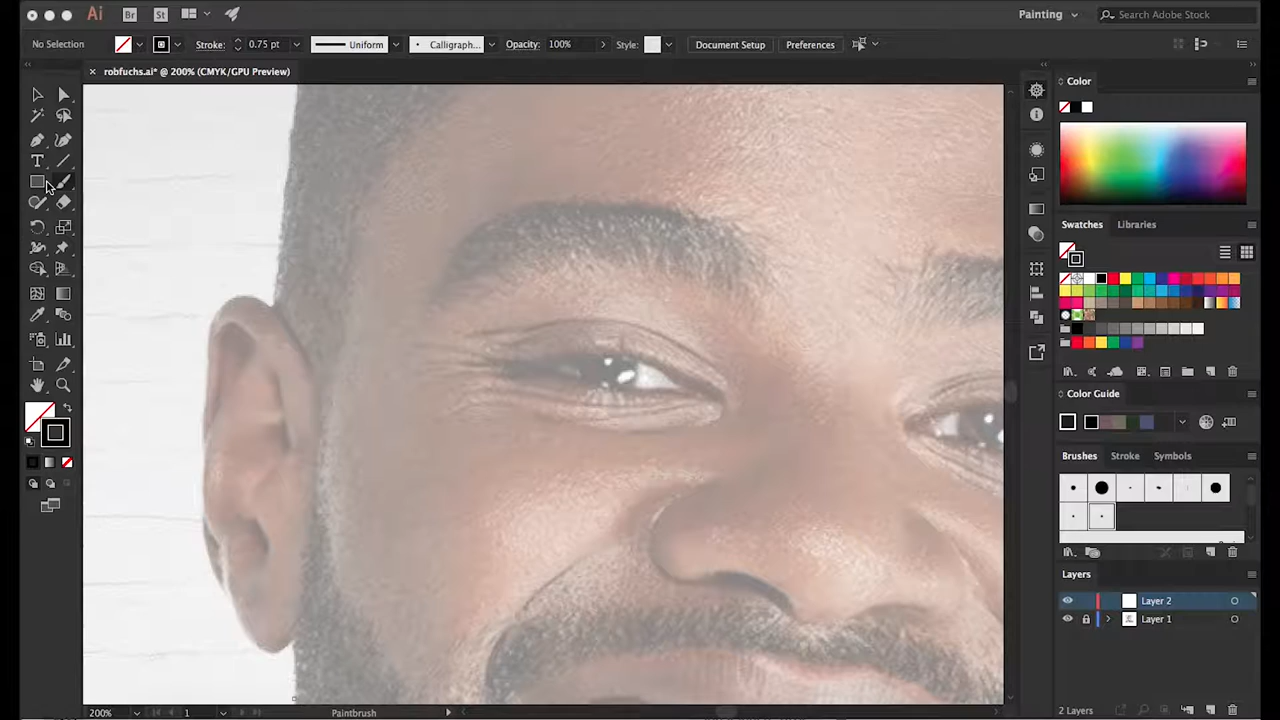 Ai Br St Painting Search Adobe Stock
No Selection Stroke: 0.75 pt Uniform Calligraph... Opacity: 100% Style: Document Setup Preferences
× robfuchs.ai* @ 200% (CMYK/GPU Preview)
Color
Swatches Libraries
Color Guide
Brushes Stroke Symbols
Layers
Layer 2
Layer 1
200% 1 Paintbrush 2 Layers